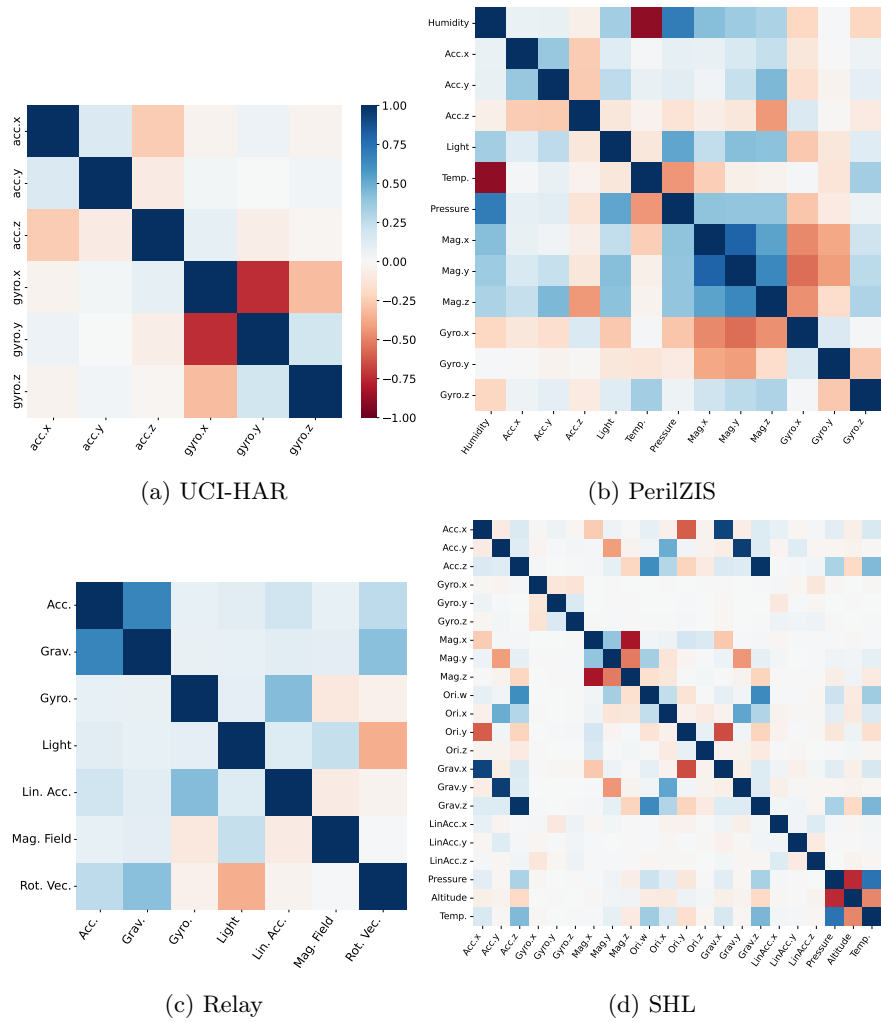 acc.x
acc.y
acc.z
gyro.x
gyro.y
gyro.z
acc.x
acc.y
acc.z
gyro.x
gyro.y
gyro.z
1.00
0.75
0.50
0.25
0.00
−0.25
−0.50
−0.75
−1.00
(a) UCI-HAR
Humidity
Acc.x
Acc.y
Acc.z
Light
Temp.
Pressure
Mag.x
Mag.y
Mag.z
Gyro.x
Gyro.y
Gyro.z
Humidity
Acc.x
Acc.y
Acc.z
Light
Temp.
Pressure
Mag.x
Mag.y
Mag.z
Gyro.x
Gyro.y
Gyro.z
(b) PerilZIS
Acc.
Grav.
Gyro.
Light
Lin. Acc.
Mag. Field
Rot. Vec.
Acc.
Grav.
Gyro.
Light
Lin. Acc.
Mag. Field
Rot. Vec.
(c) Relay
Acc.x
Acc.y
Acc.z
Gyro.x
Gyro.y
Gyro.z
Mag.x
Mag.y
Mag.z
Ori.w
Ori.x
Ori.y
Ori.z
Grav.x
Grav.y
Grav.z
LinAcc.x
LinAcc.y
LinAcc.z
Pressure
Altitude
Temp.
Acc.x
Acc.y
Acc.z
Gyro.x
Gyro.y
Gyro.z
Mag.x
Mag.y
Mag.z
Ori.w
Ori.x
Ori.y
Ori.z
Grav.x
Grav.y
Grav.z
LinAcc.x
LinAcc.y
LinAcc.z
Pressure
Altitude
Temp.
(d) SHL